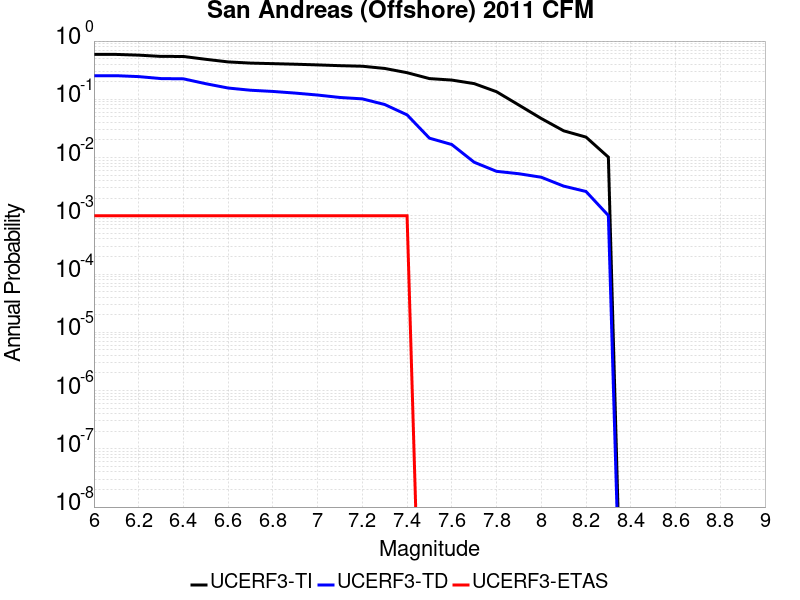 San Andreas (Offshore) 2011 CFM
10^0
10^-1
10^-2
10^-3
10^-4
10^-5
10^-6
10^-7
10^-8
Annual Probability
6 6.2 6.4 6.6 6.8 7 7.2 7.4 7.6 7.8 8 8.2 8.4 8.6 8.8 9
Magnitude
UCERF3-TI UCERF3-TD UCERF3-ETAS